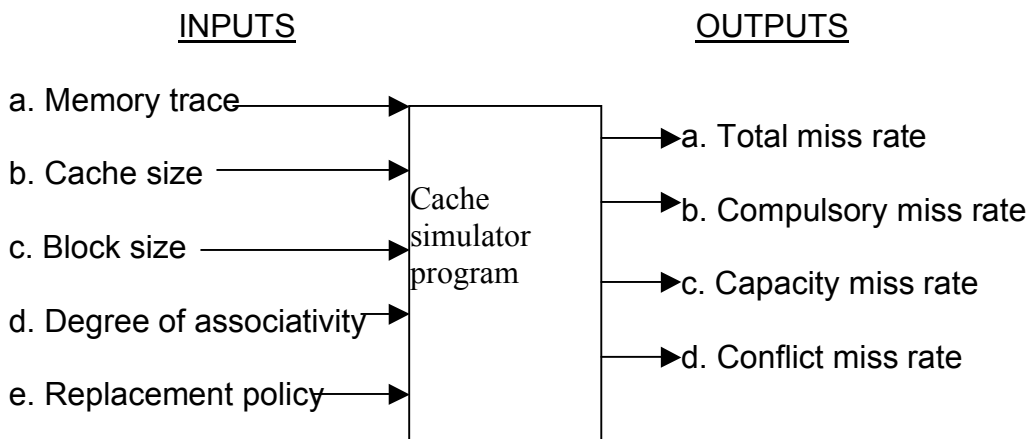 INPUTS
a. Memory trace
b. Cache size
c. Block size
d. Degree of associativity
e. Replacement policy
Cache
simulator
program
OUTPUTS
a. Total miss rate
b. Compulsory miss rate
c. Capacity miss rate
d. Conflict miss rate